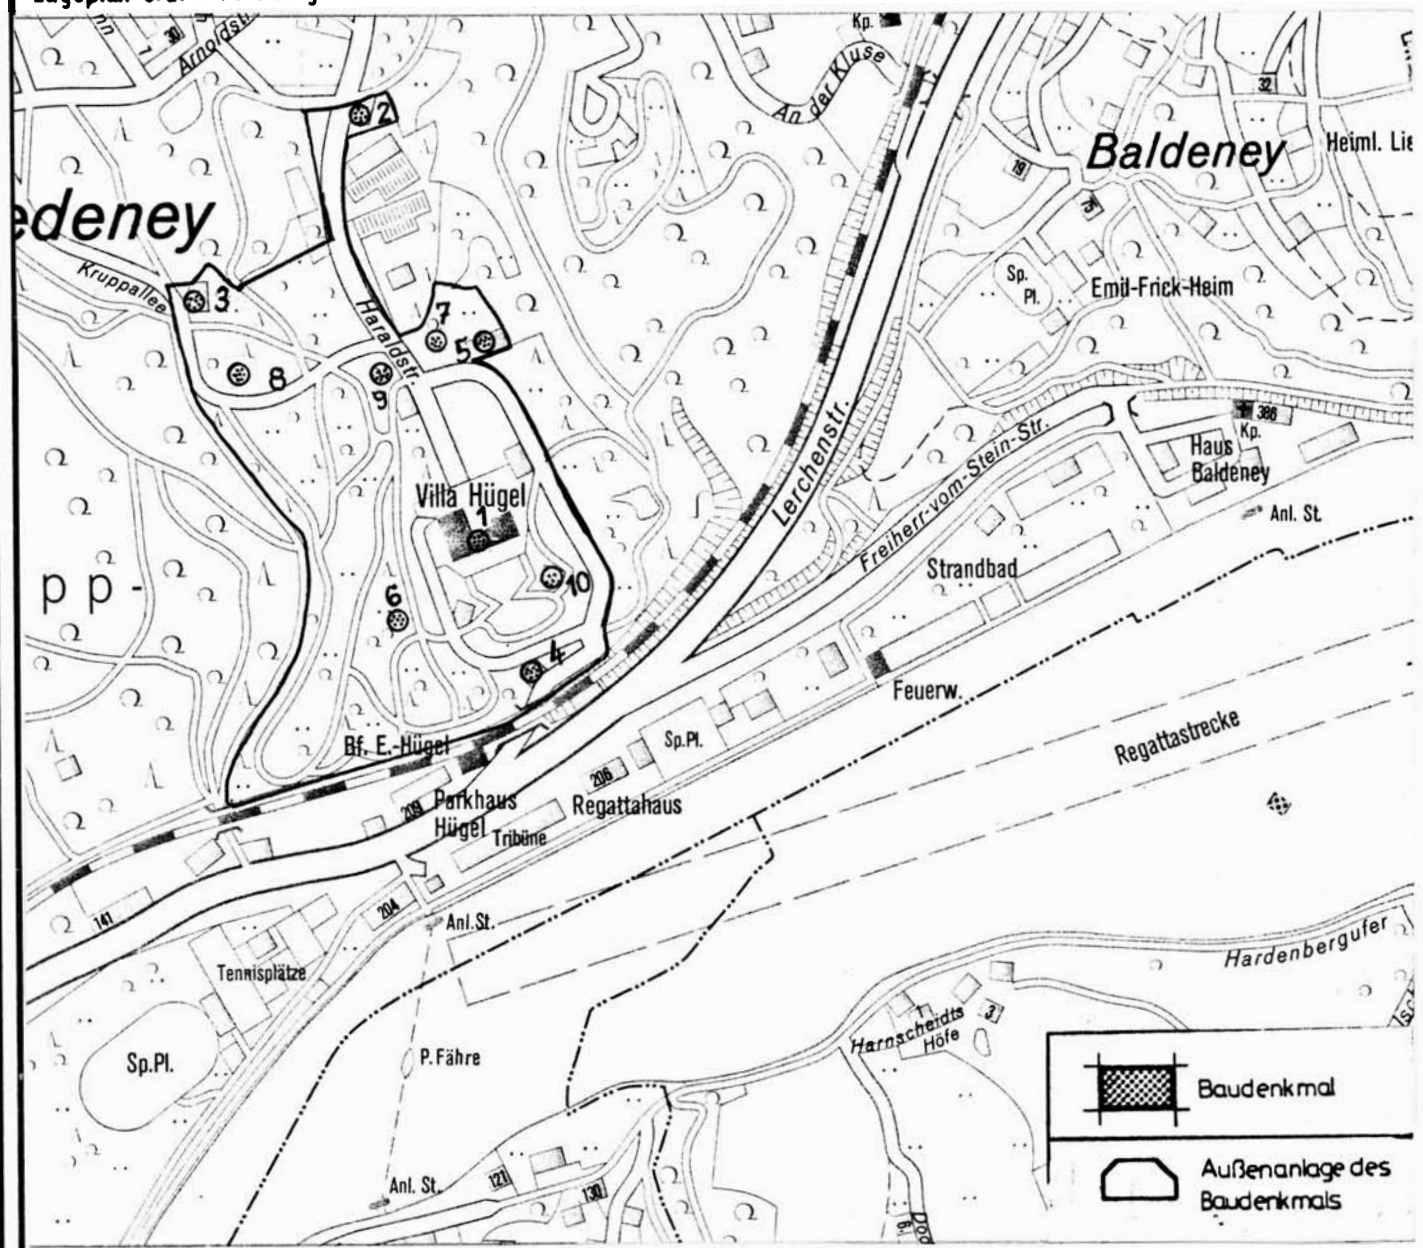 30
Arnoldstr.
Kp.
An der Kluse
2
32
Baldeney
Heiml. Lie
19
75
edeney
Kruppallee
3
Haraldstr.
7
5
8
9
Sp.
Pl.
Emil-Frick-Heim
Lerchenstr.
Freiherr-vom-Stein-Str.
386
Kp.
Haus
Baldeney
Anl. St.
Villa Hügel
1
10
6
4
pp-
Strandbad
Feuerw.
Regattastrecke
Bf. E.-Hügel
Sp.Pl.
206
209
Parkhaus
Hügel
Regattahaus
Tribüne
141
204
Anl.St.
Tennisplätze
Sp.Pl.
P.Fähre
Hardenbergufer
Harnscheidts
Höfe
3
Anl. St.
121
130
Baudenkmal
Außenanlage des
Baudenkmals